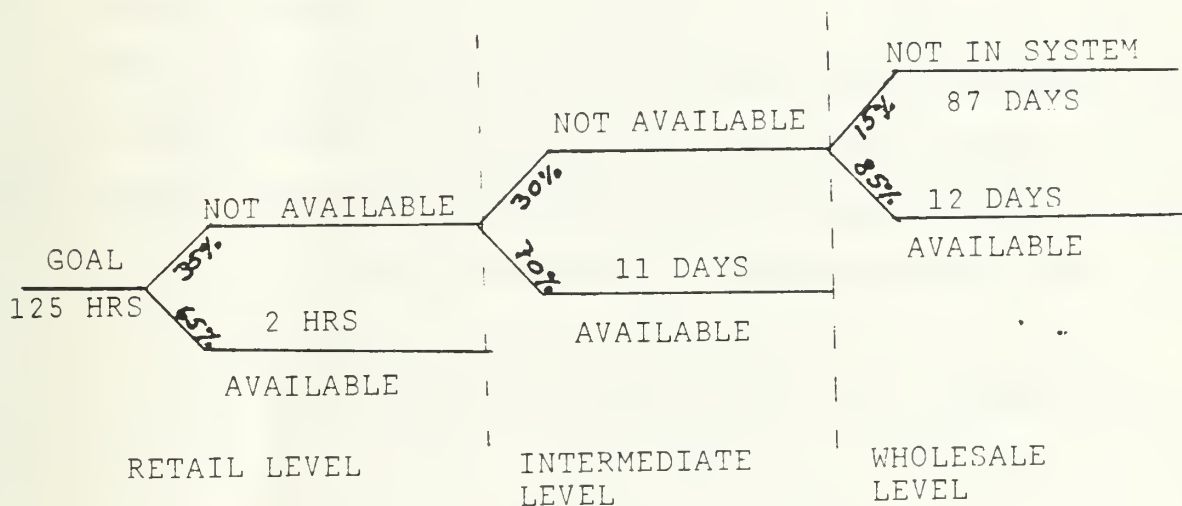 NOT IN SYSTEM
15%
87 DAYS
NOT AVAILABLE
85%
12 DAYS
AVAILABLE
30%
NOT AVAILABLE
70%
11 DAYS
AVAILABLE
35%
GOAL
125 HRS
65%
2 HRS
AVAILABLE
RETAIL LEVEL
INTERMEDIATE
LEVEL
WHOLESALE
LEVEL